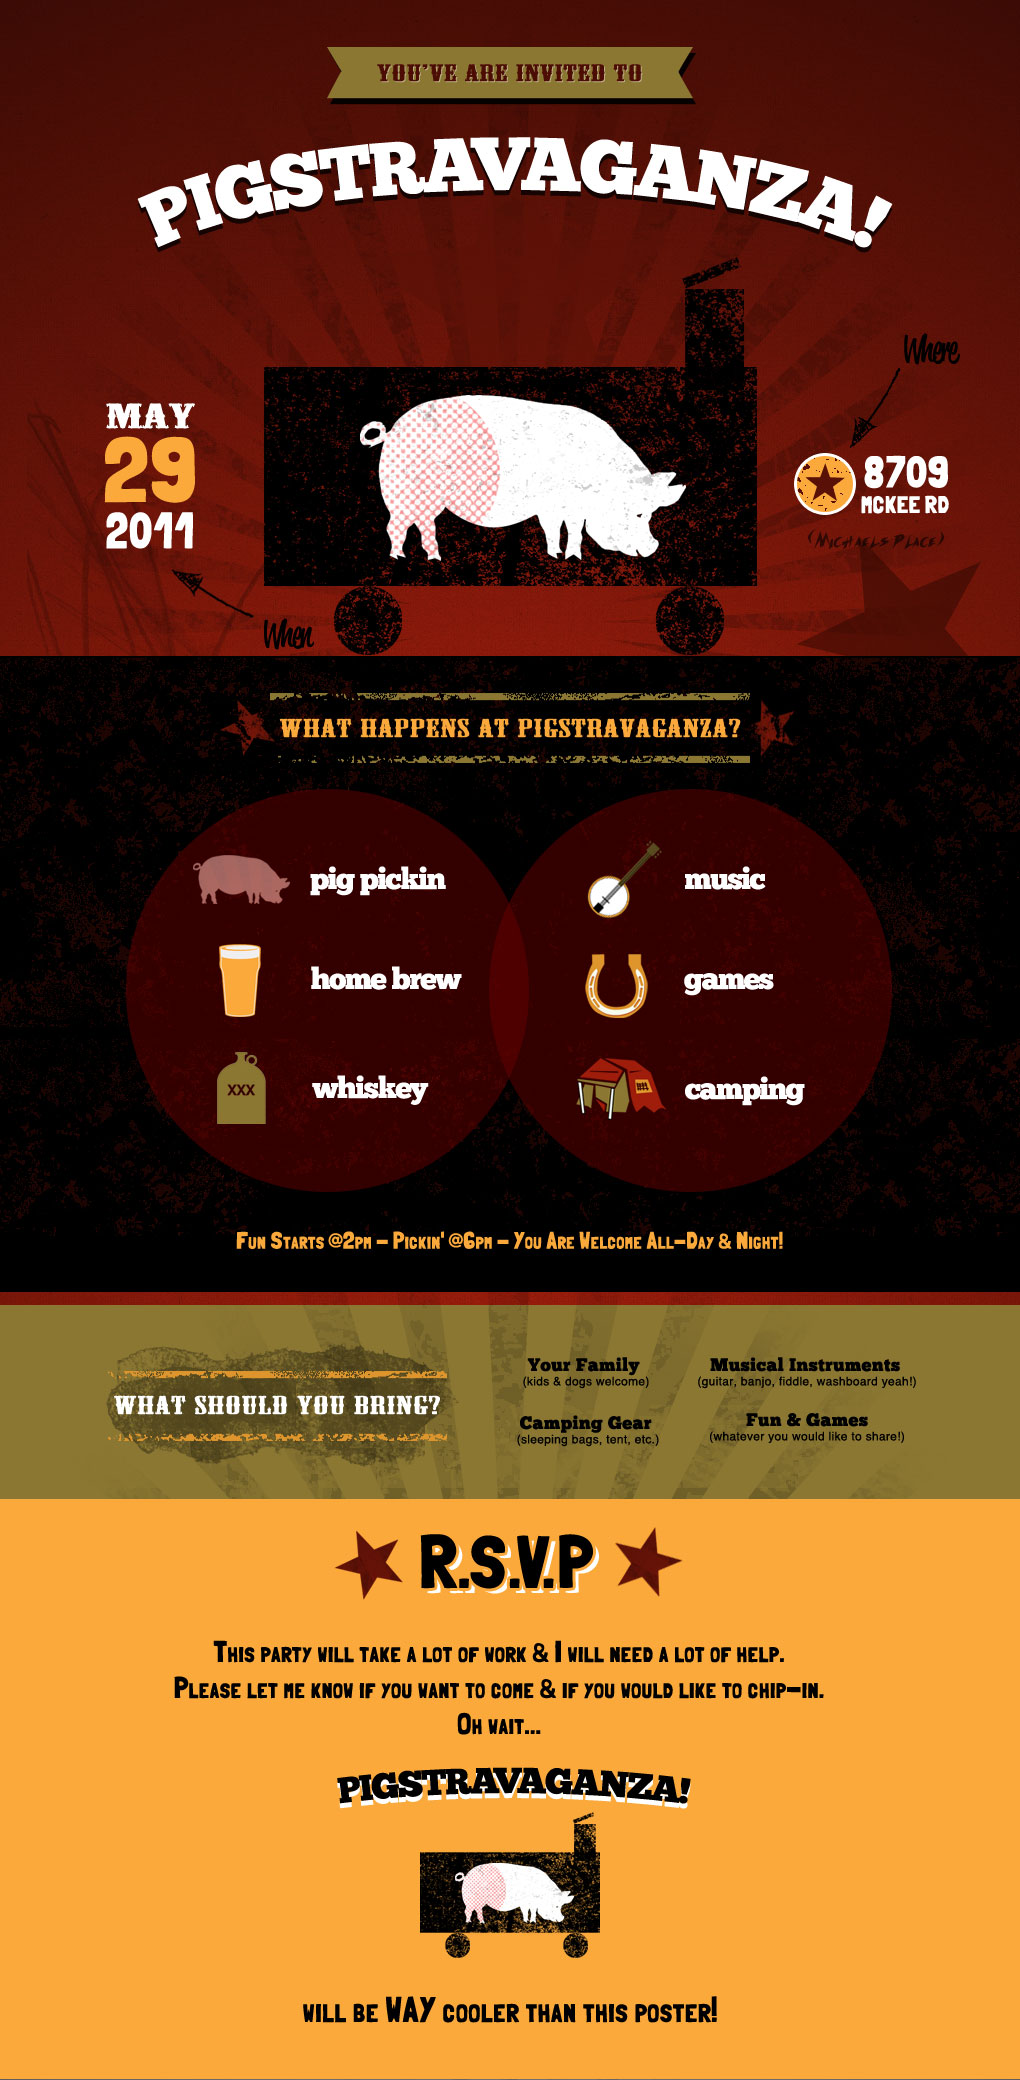 YOU'VE ARE INVITED TO
PIGSTRAVAGANZA!
Where
MAY
29
2011
8709
MCKEE RD
(MICHAELS PLACE)
When
WHAT HAPPENS AT PIGSTRAVAGANZA?
pig pickin
music
home brew
games
XXX
whiskey
camping
FUN STARTS @2PM - PICKIN' @6PM - YOU ARE WELCOME ALL-DAY & NIGHT!
WHAT SHOULD YOU BRING?
Your Family
(kids & dogs welcome)
Musical Instruments
(guitar, banjo, fiddle, washboard yeah!)
Camping Gear
(sleeping bags, tent, etc.)
Fun & Games
(whatever you would like to share!)
R.S.V.P
THIS PARTY WILL TAKE A LOT OF WORK & I WILL NEED A LOT OF HELP.
PLEASE LET ME KNOW IF YOU WANT TO COME & IF YOU WOULD LIKE TO CHIP-IN.
OH WAIT...
PIGSTRAVAGANZA!
WILL BE WAY COOLER THAN THIS POSTER!